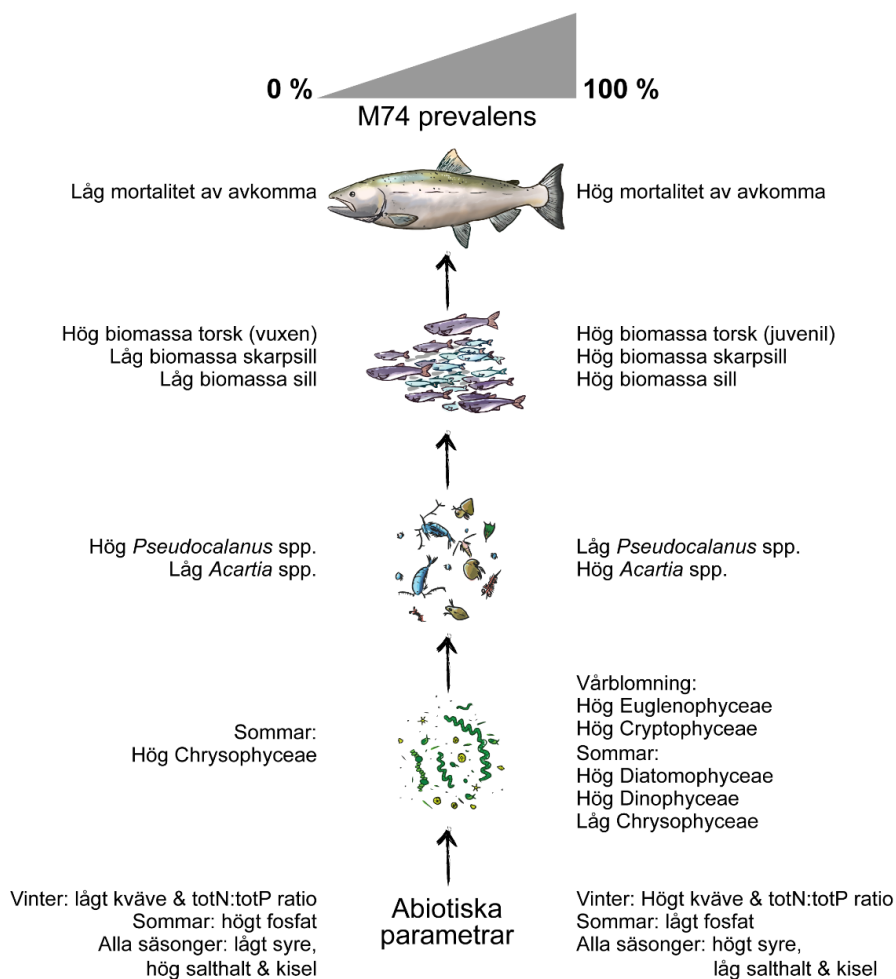 0 %
100 %
M74 prevalens
Låg mortalitet av avkomma
Hög mortalitet av avkomma
Hög biomassa torsk (vuxen)
Låg biomassa skarpsill
Låg biomassa sill
Hög biomassa torsk (juvenil)
Hög biomassa skarpsill
Hög biomassa sill
Hög Pseudocalanus spp.
Låg Acartia spp.
Låg Pseudocalanus spp.
Hög Acartia spp.
Sommar:
Hög Chrysophyceae
Vårblomning:
Hög Euglenophyceae
Hög Cryptophyceae
Sommar:
Hög Diatomophyceae
Hög Dinophyceae
Låg Chrysophyceae
Vinter: lågt kväve & totN:totP ratio
Sommar: högt fosfat
Alla säsonger: lågt syre,
hög salthalt & kisel
Abiotiska
parametrar
Vinter: Högt kväve & totN:totP ratio
Sommar: lågt fosfat
Alla säsonger: högt syre,
låg salthalt & kisel